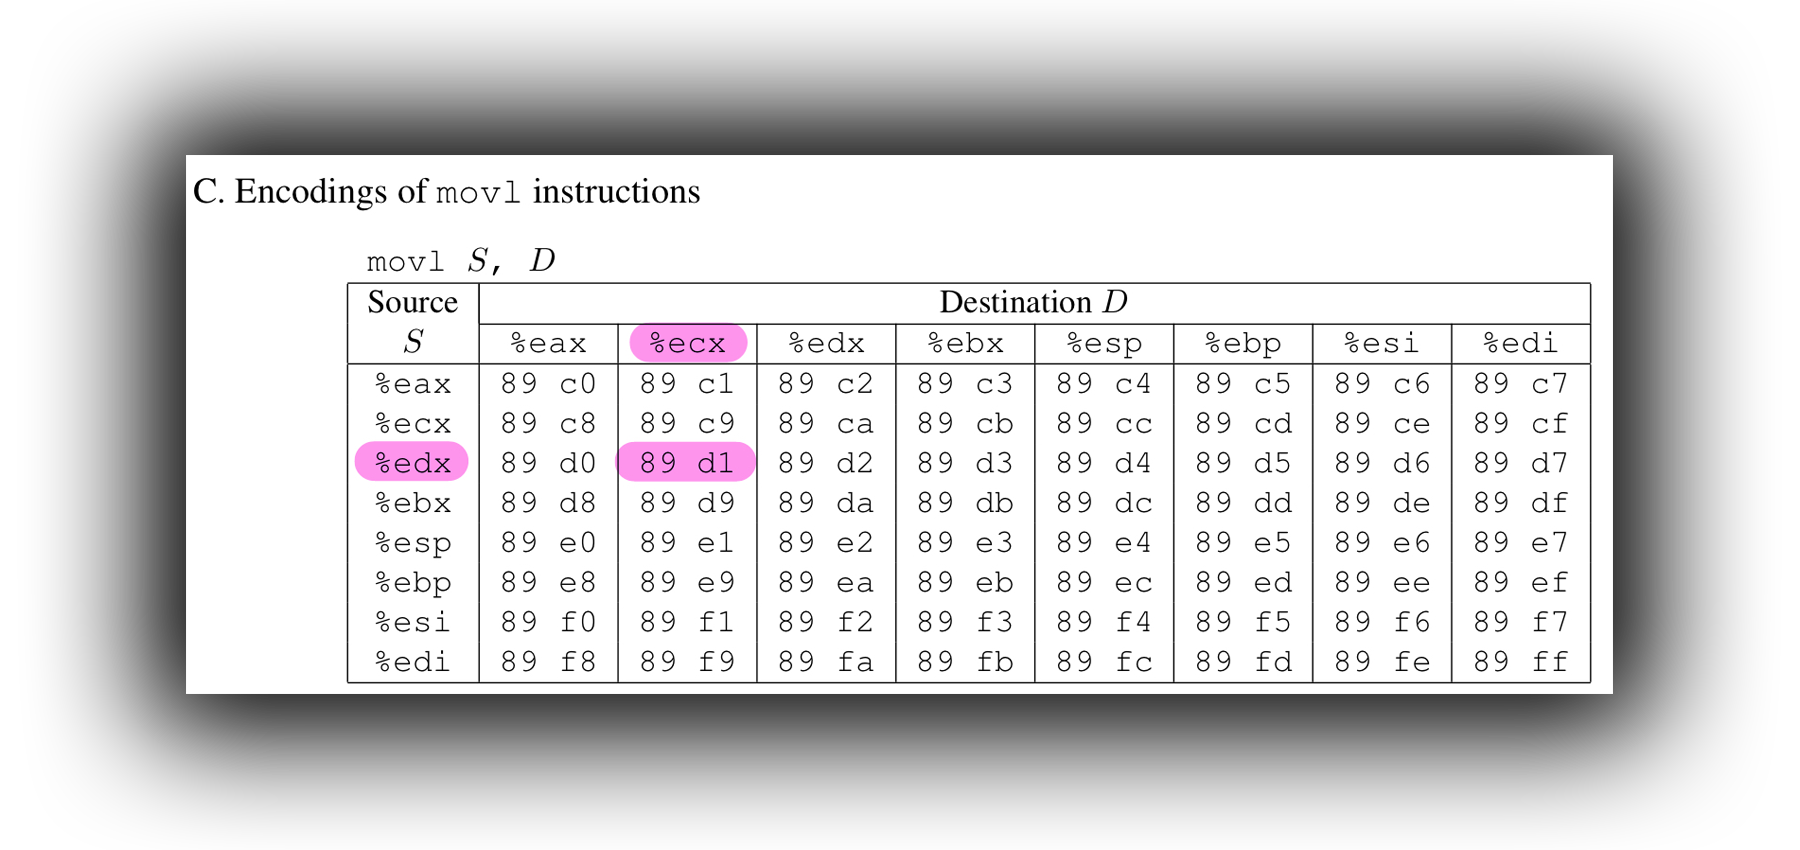 C. Encodings of movl instructions
movl S, D
Source Destination D
S %eax %ecx %edx %ebx %esp %ebp %esi %edi
%eax 89 c0 89 c1 89 c2 89 c3 89 c4 89 c5 89 c6 89 c7
%ecx 89 c8 89 c9 89 ca 89 cb 89 cc 89 cd 89 ce 89 cf
%edx 89 d0 89 d1 89 d2 89 d3 89 d4 89 d5 89 d6 89 d7
%ebx 89 d8 89 d9 89 da 89 db 89 dc 89 dd 89 de 89 df
%esp 89 e0 89 e1 89 e2 89 e3 89 e4 89 e5 89 e6 89 e7
%ebp 89 e8 89 e9 89 ea 89 eb 89 ec 89 ed 89 ee 89 ef
%esi 89 f0 89 f1 89 f2 89 f3 89 f4 89 f5 89 f6 89 f7
%edi 89 f8 89 f9 89 fa 89 fb 89 fc 89 fd 89 fe 89 ff